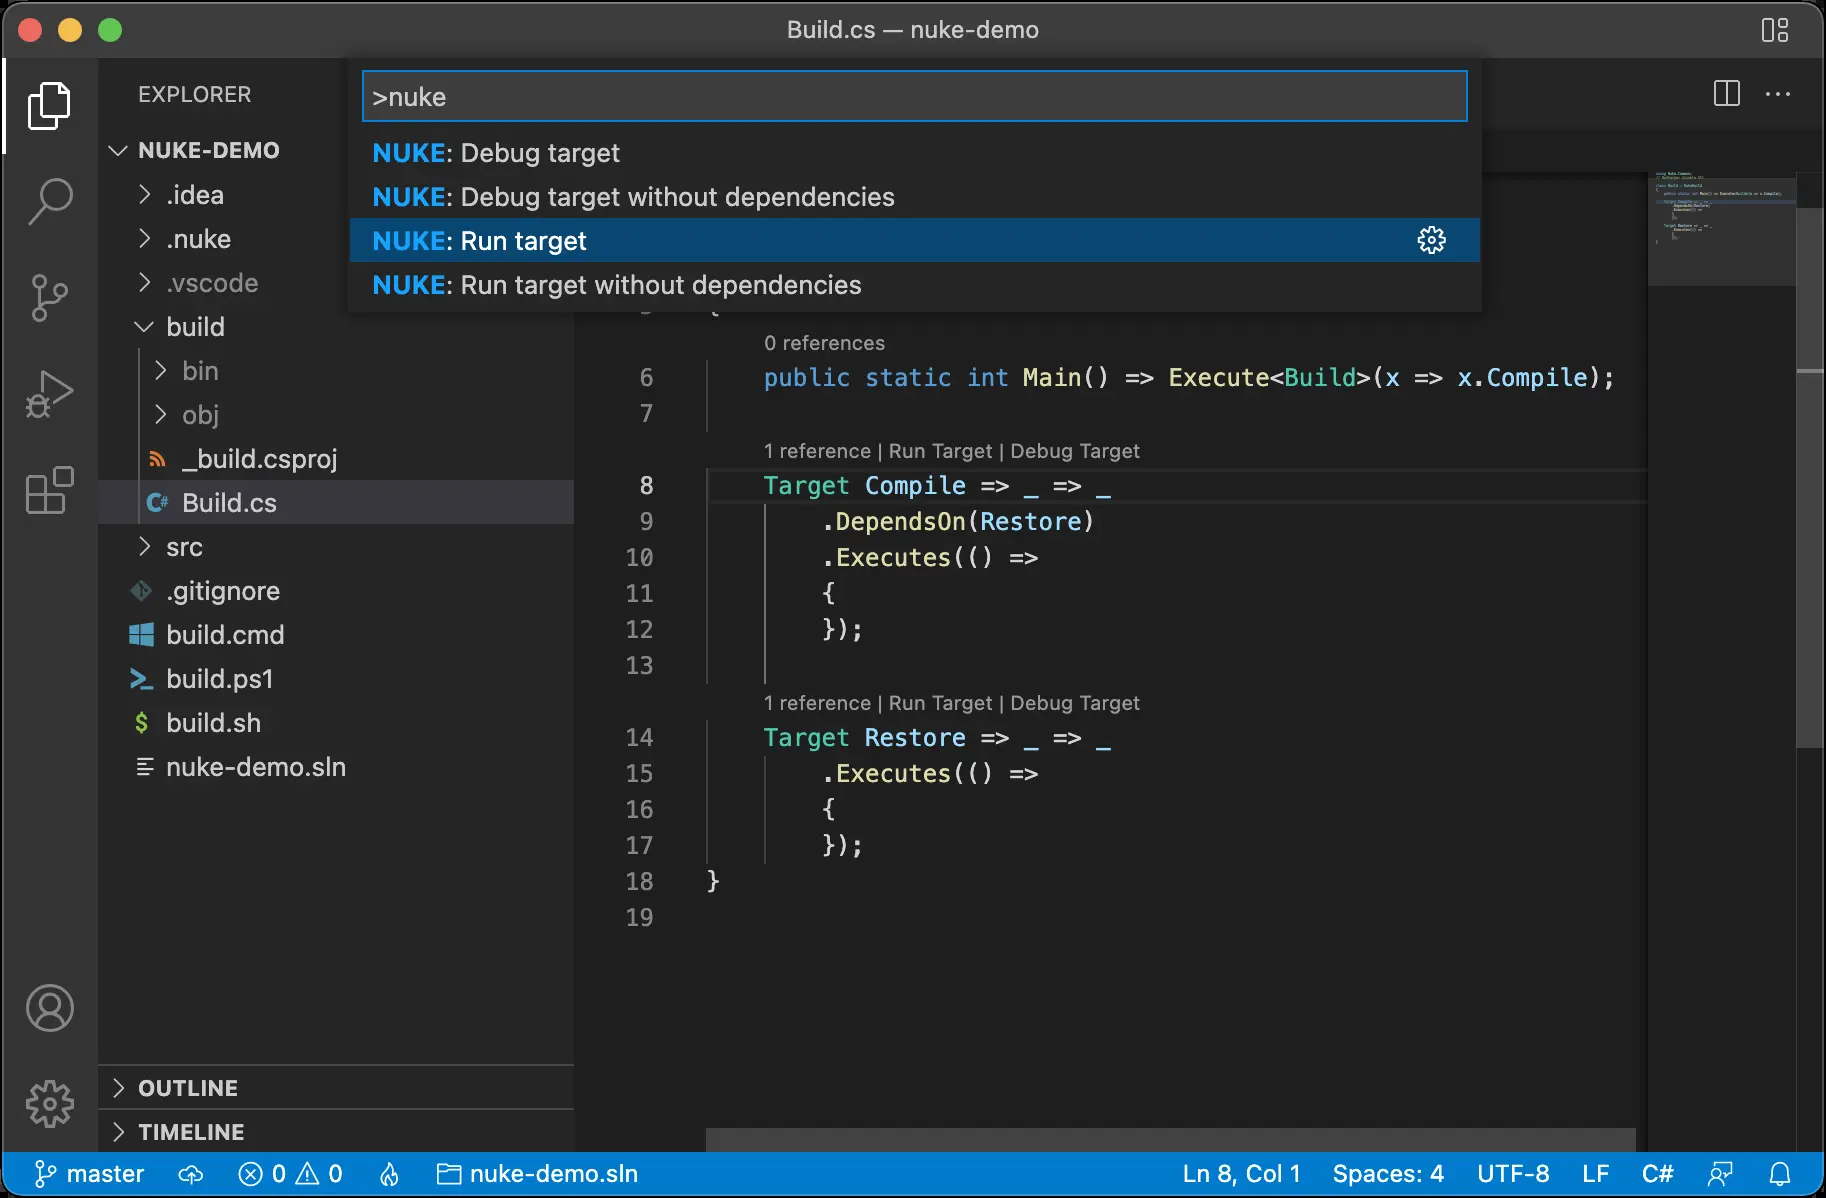 Build.cs — nuke-demo
EXPLORER
NUKE-DEMO
.idea
.nuke
.vscode
build
bin
obj
_build.csproj
C# Build.cs
src
.gitignore
build.cmd
build.ps1
$ build.sh
nuke-demo.sln
OUTLINE
TIMELINE
>nuke
NUKE: Debug target
NUKE: Debug target without dependencies
NUKE: Run target
NUKE: Run target without dependencies
0 references
6 public static int Main() => Execute<Build>(x => x.Compile);
7
1 reference | Run Target | Debug Target
8 Target Compile => _ => _
9 .DependsOn(Restore)
10 .Executes(() =>
11 {
12 });
13
1 reference | Run Target | Debug Target
14 Target Restore => _ => _
15 .Executes(() =>
16 {
17 });
18 }
19
master 0 0 nuke-demo.sln Ln 8, Col 1 Spaces: 4 UTF-8 LF C#